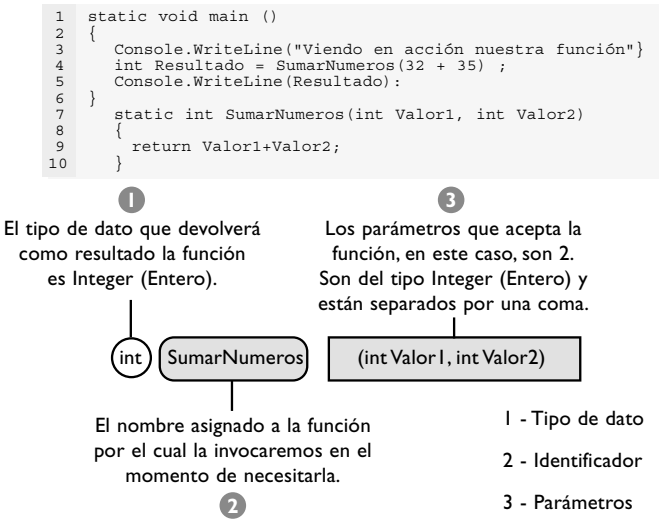 1 static void main ()
2 {
3 Console.WriteLine("Viendo en acción nuestra función"}
4 int Resultado = SumarNumeros(32 + 35) ;
5 Console.WriteLine(Resultado):
6 }
7 static int SumarNumeros(int Valor1, int Valor2)
8 {
9 return Valor1+Valor2;
10 }
1
El tipo de dato que devolverá
como resultado la función
es Integer (Entero).
3
Los parámetros que acepta la
función, en este caso, son 2.
Son del tipo Integer (Entero) y
están separados por una coma.
int SumarNumeros (int Valor1, int Valor2)
El nombre asignado a la función
por el cual la invocaremos en el
momento de necesitarla.
2
1 - Tipo de dato
2 - Identificador
3 - Parámetros